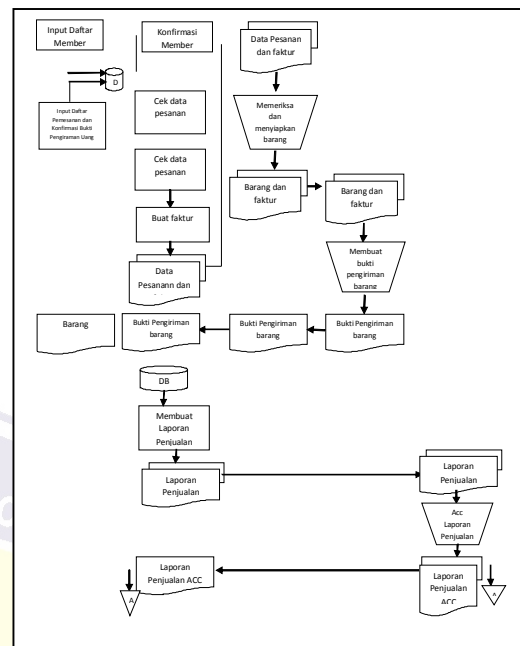 Input Daftar
Member
Konfirmasi
Member
Data Pesanan
dan faktur
D
Input Daftar
Pemesanan dan
Konfirmasi Bukti
Pengiraman Uang
Cek data
pesanan
Memeriksa
dan
menyiapkan
barang
Cek data
pesanan
Barang dan
faktur
Barang dan
faktur
Buat faktur
Membuat
bukti
pengiriman
barang
Data
Pesanann dan
Barang
Bukti Pengiriman
barang
Bukti Pengiriman
barang
Bukti Pengiriman
barang
DB
Membuat
Laporan
Penjualan
Laporan
Penjualan
Laporan
Penjualan
Acc
Laporan
Penjualan
Laporan
Penjualan ACC
Laporan
Penjualan
ACC
A